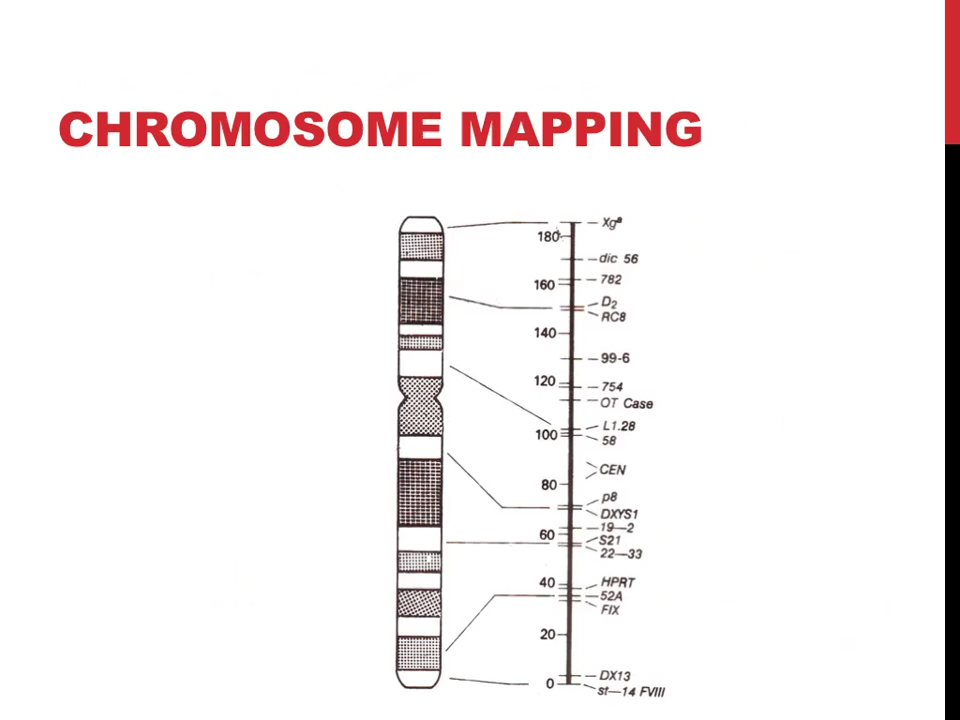 CHROMOSOME MAPPING
Xgᵃ
180
dic 56
782
160
D₂
RC8
140
99-6
120
754
OT Case
L1.28
100
58
CEN
80
p8
DXYS1
19—2
60
S21
22—33
40
HPRT
52A
FIX
20
DX13
0
st—14 FVIII